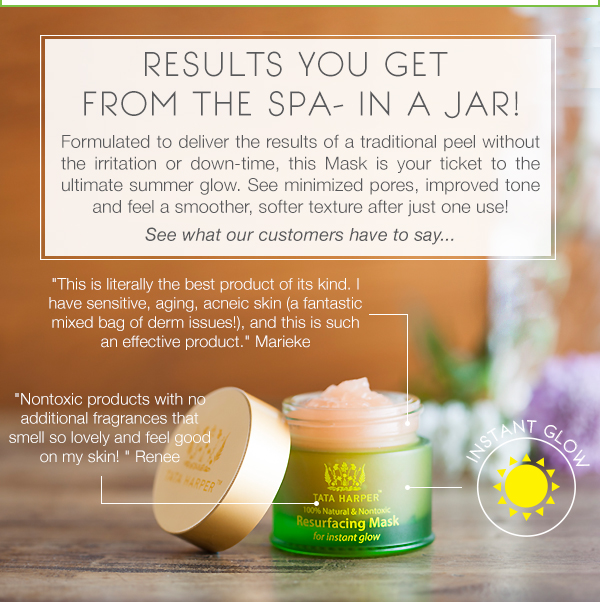 RESULTS YOU GET
FROM THE SPA- IN A JAR!
Formulated to deliver the results of a traditional peel without
the irritation or down-time, this Mask is your ticket to the
ultimate summer glow. See minimized pores, improved tone
and feel a smoother, softer texture after just one use!
See what our customers have to say...
"This is literally the best product of its kind. I
have sensitive, aging, acneic skin (a fantastic
mixed bag of derm issues!), and this is such
an effective product." Marieke
"Nontoxic products with no
additional fragrances that
smell so lovely and feel good
on my skin! " Renee
TATA HARPER
TATA HARPER™
100% Natural & Nontoxic
Resurfacing Mask
for instant glow
INSTANT GLOW